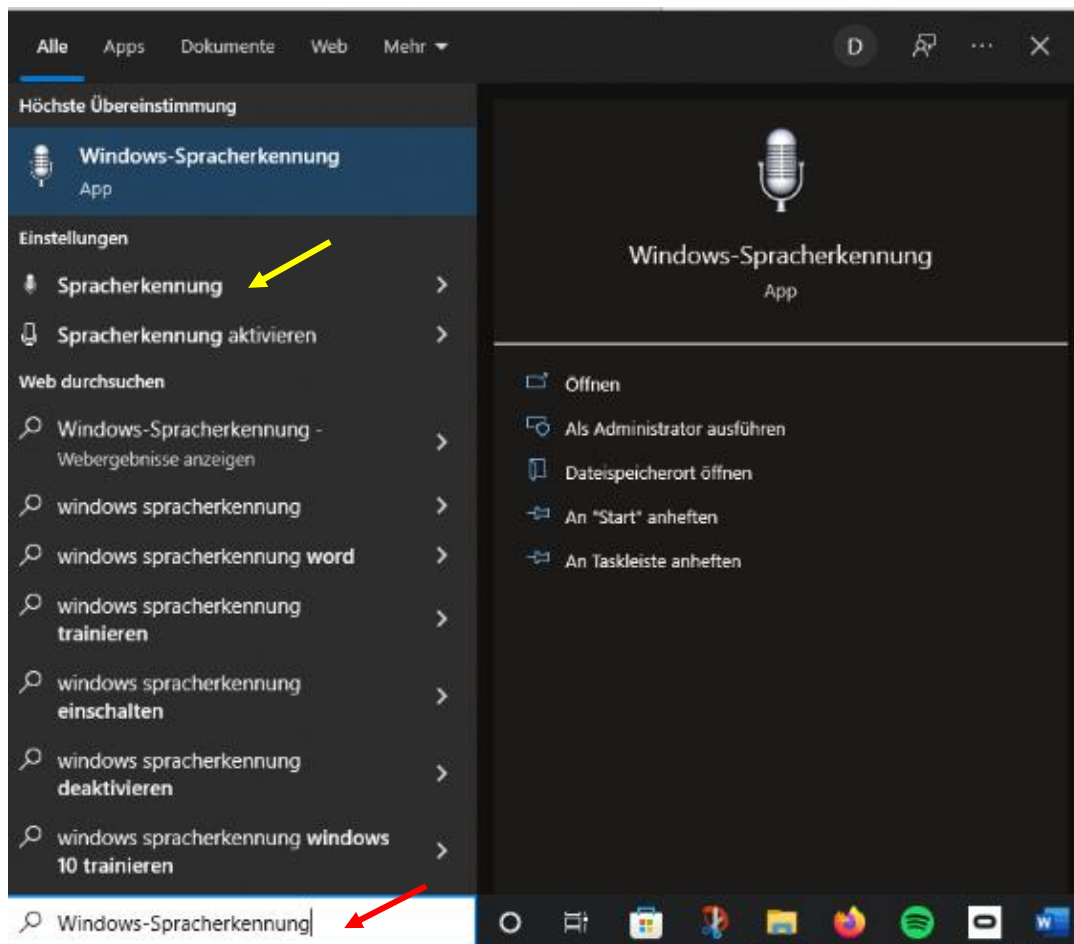 Alle Apps Dokumente Web Mehr
D
Höchste Übereinstimmung
Windows-Spracherkennung
App
Einstellungen
Spracherkennung
Spracherkennung aktivieren
Web durchsuchen
Windows-Spracherkennung -
Webergebnisse anzeigen
windows spracherkennung
windows spracherkennung word
windows spracherkennung
trainieren
windows spracherkennung
einschalten
windows spracherkennung
deaktivieren
windows spracherkennung windows
10 trainieren
Windows-Spracherkennung
App
Öffnen
Als Administrator ausführen
Dateispeicherort öffnen
An "Start" anheften
An Taskleiste anheften
Windows-Spracherkennung
W